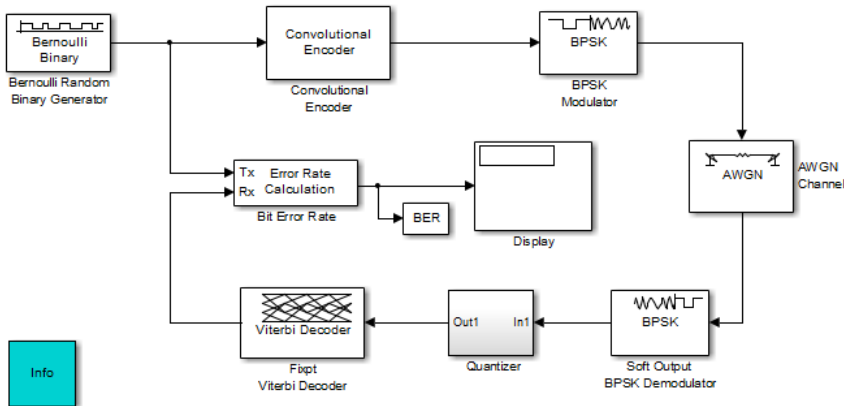 Bernoulli
Binary
Bernoulli Random
Binary Generator
Convolutional
Encoder
Convolutional
Encoder
BPSK
BPSK
Modulator
AWGN
AWGN
Channel
Tx
Rx
Error Rate
Calculation
Bit Error Rate
BER
Display
Viterbi Decoder
Fixpt
Viterbi Decoder
Out1
In1
Quantizer
BPSK
Soft Output
BPSK Demodulator
Info